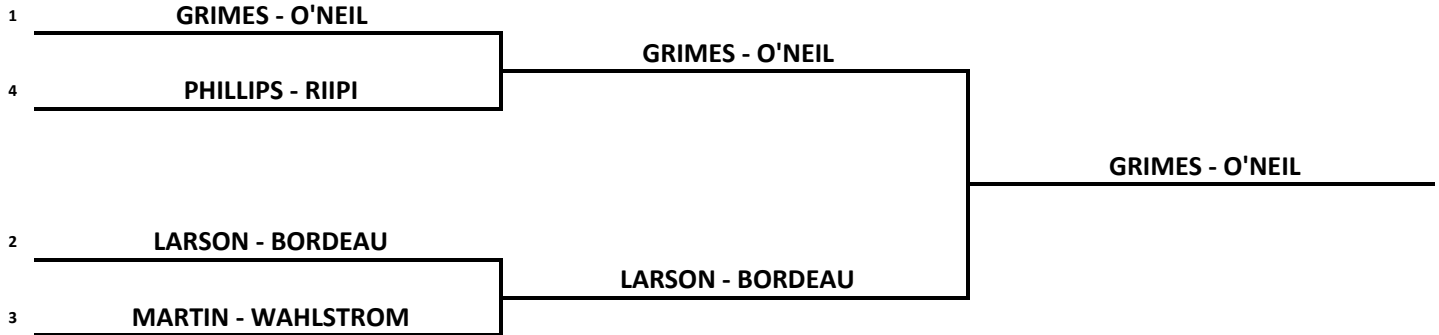 1 GRIMES - O'NEIL
GRIMES - O'NEIL
4 PHILLIPS - RIIPI
GRIMES - O'NEIL
2 LARSON - BORDEAU
LARSON - BORDEAU
3 MARTIN - WAHLSTROM